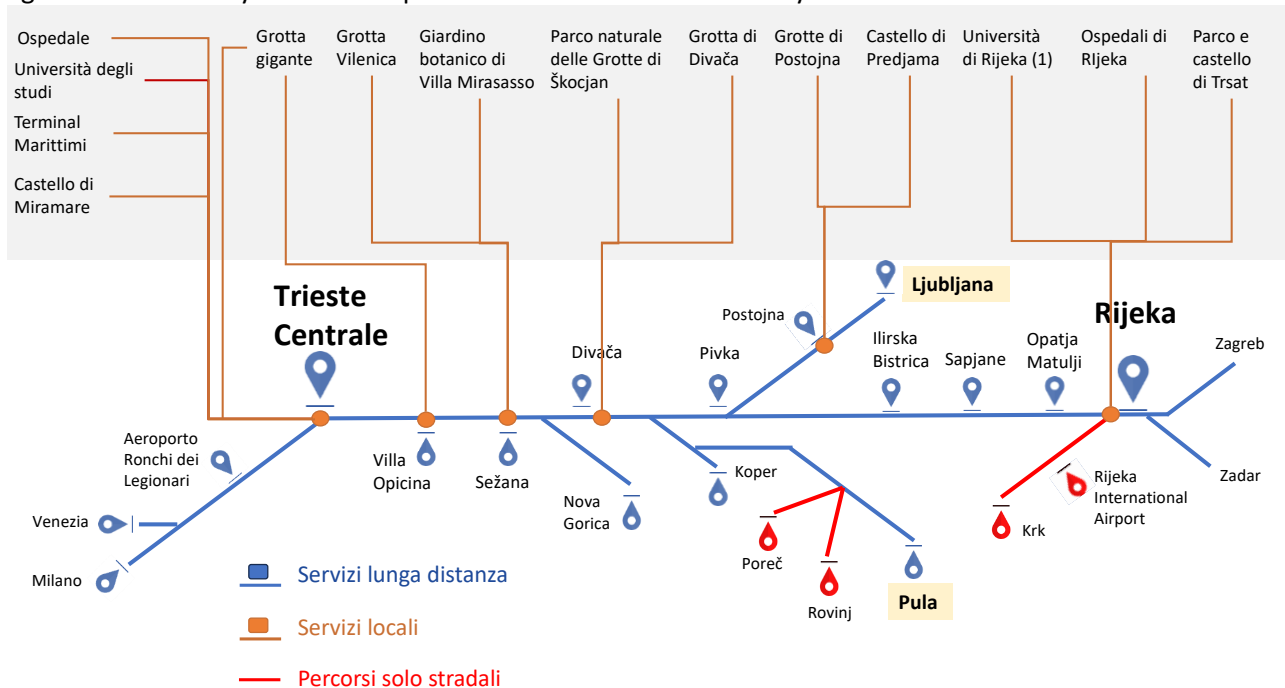 Ospedale
Università degli
studi
Terminal
Marittimi
Castello di
Miramare
Grotta
gigante
Grotta
Vilenica
Giardino
botanico di
Villa Mirasasso
Parco naturale
delle Grotte di
Škocjan
Grotta di
Divača
Grotte di
Postojna
Castello di
Predjama
Università
di Rijeka (1)
Ospedali di
RIjeka
Parco e
castello
di Trsat
Trieste
Centrale
Ljubljana
Rijeka
Postojna
Divača
Pivka
Ilirska
Bistrica
Sapjane
Opatja
Matulji
Zagreb
Aeroporto
Ronchi dei
Legionari
Villa
Opicina
Sežana
Nova
Gorica
Koper
Rijeka
International
Airport
Zadar
Venezia
Krk
Poreč
Milano
Rovinj
Pula
Servizi lunga distanza
Servizi locali
Percorsi solo stradali